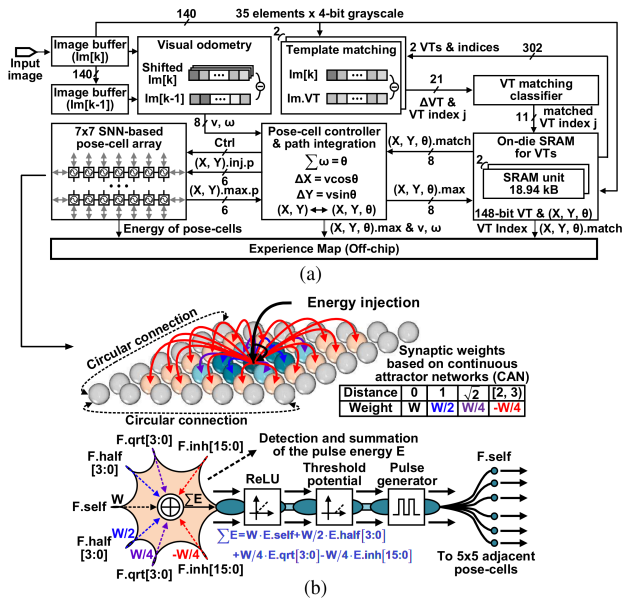 140
35 elements x 4-bit grayscale
Input image
Image buffer (Im[k])
140
Image buffer (Im[k-1])
Visual odometry
Shifted Im[k]
Im[k-1]
2
Template matching
Im[k]
Im.VT
2 VTs & indices
302
21
ΔVT & VT index j
VT matching classifier
11
matched VT index j
8
v, ω
7x7 SNN-based pose-cell array
Ctrl
(X, Y).inj.p
6
(X, Y).max.p
6
Pose-cell controller & path integration
∑ω=θ
ΔX = vcosθ
ΔY = vsinθ
(X, Y) ↔ (X, Y, θ)
(X, Y, θ).match
8
(X, Y, θ).max
8
On-die SRAM for VTs
2
SRAM unit
18.94 kB
148-bit VT & (X, Y, θ)
Energy of pose-cells
(X, Y, θ).max & v, ω
VT Index
(X, Y, θ).match
Experience Map (Off-chip)
(a)
Energy injection
Circular connection
Circular connection
Synaptic weights based on continuous attractor networks (CAN)
Distance 0 1 √2 [2, 3)
Weight W W/2 W/4 -W/4
F.qrt[3:0]
F.half [3:0]
F.inh[15:0]
Detection and summation of the pulse energy E
F.self
W
∑E
W/2
W/4
-W/4
F.half [3:0]
F.qrt[3:0]
F.inh[15:0]
ReLU
Threshold potential
Pulse generator
F.self
∑E=W·E.self+W/2·E.half[3:0]
+W/4·E.qrt[3:0]-W/4·E.inh[15:0]
To 5x5 adjacent pose-cells
(b)